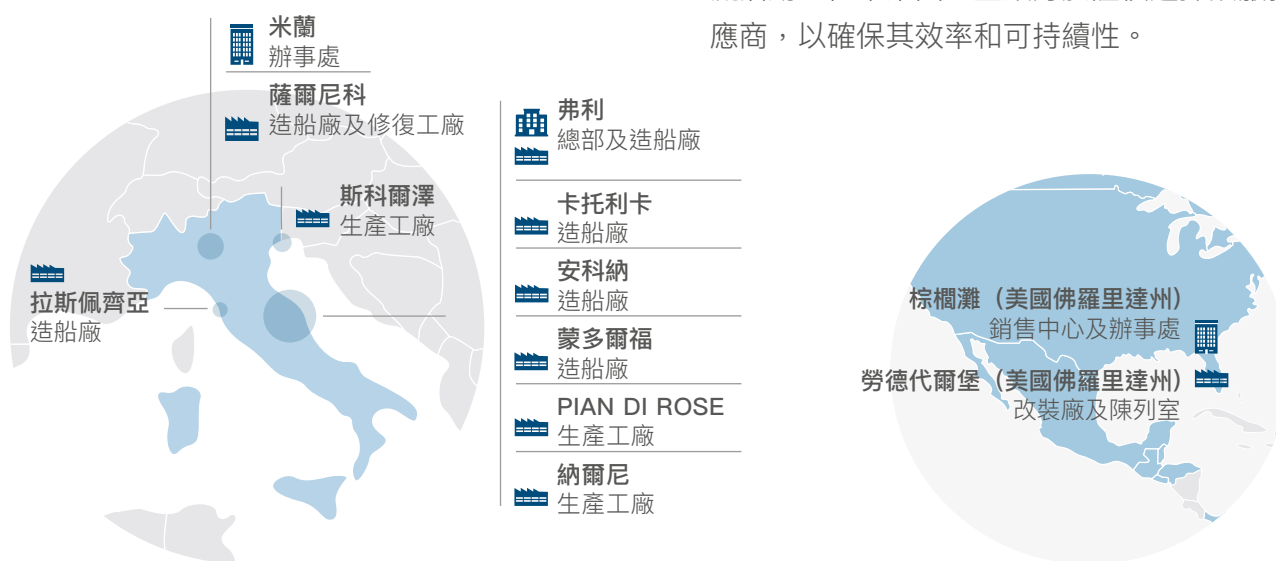 應商，以確保其效率和可持續性。
米蘭
辦事處
薩爾尼科
造船廠及修復工廠
斯科爾澤
生產工廠
拉斯佩齊亞
造船廠
弗利
總部及造船廠
卡托利卡
造船廠
安科納
造船廠
蒙多爾福
造船廠
PIAN DI ROSE
生產工廠
納爾尼
生產工廠
棕櫚灘（美國佛羅里達州）
銷售中心及辦事處
勞德代爾堡（美國佛羅里達州）
改裝廠及陳列室